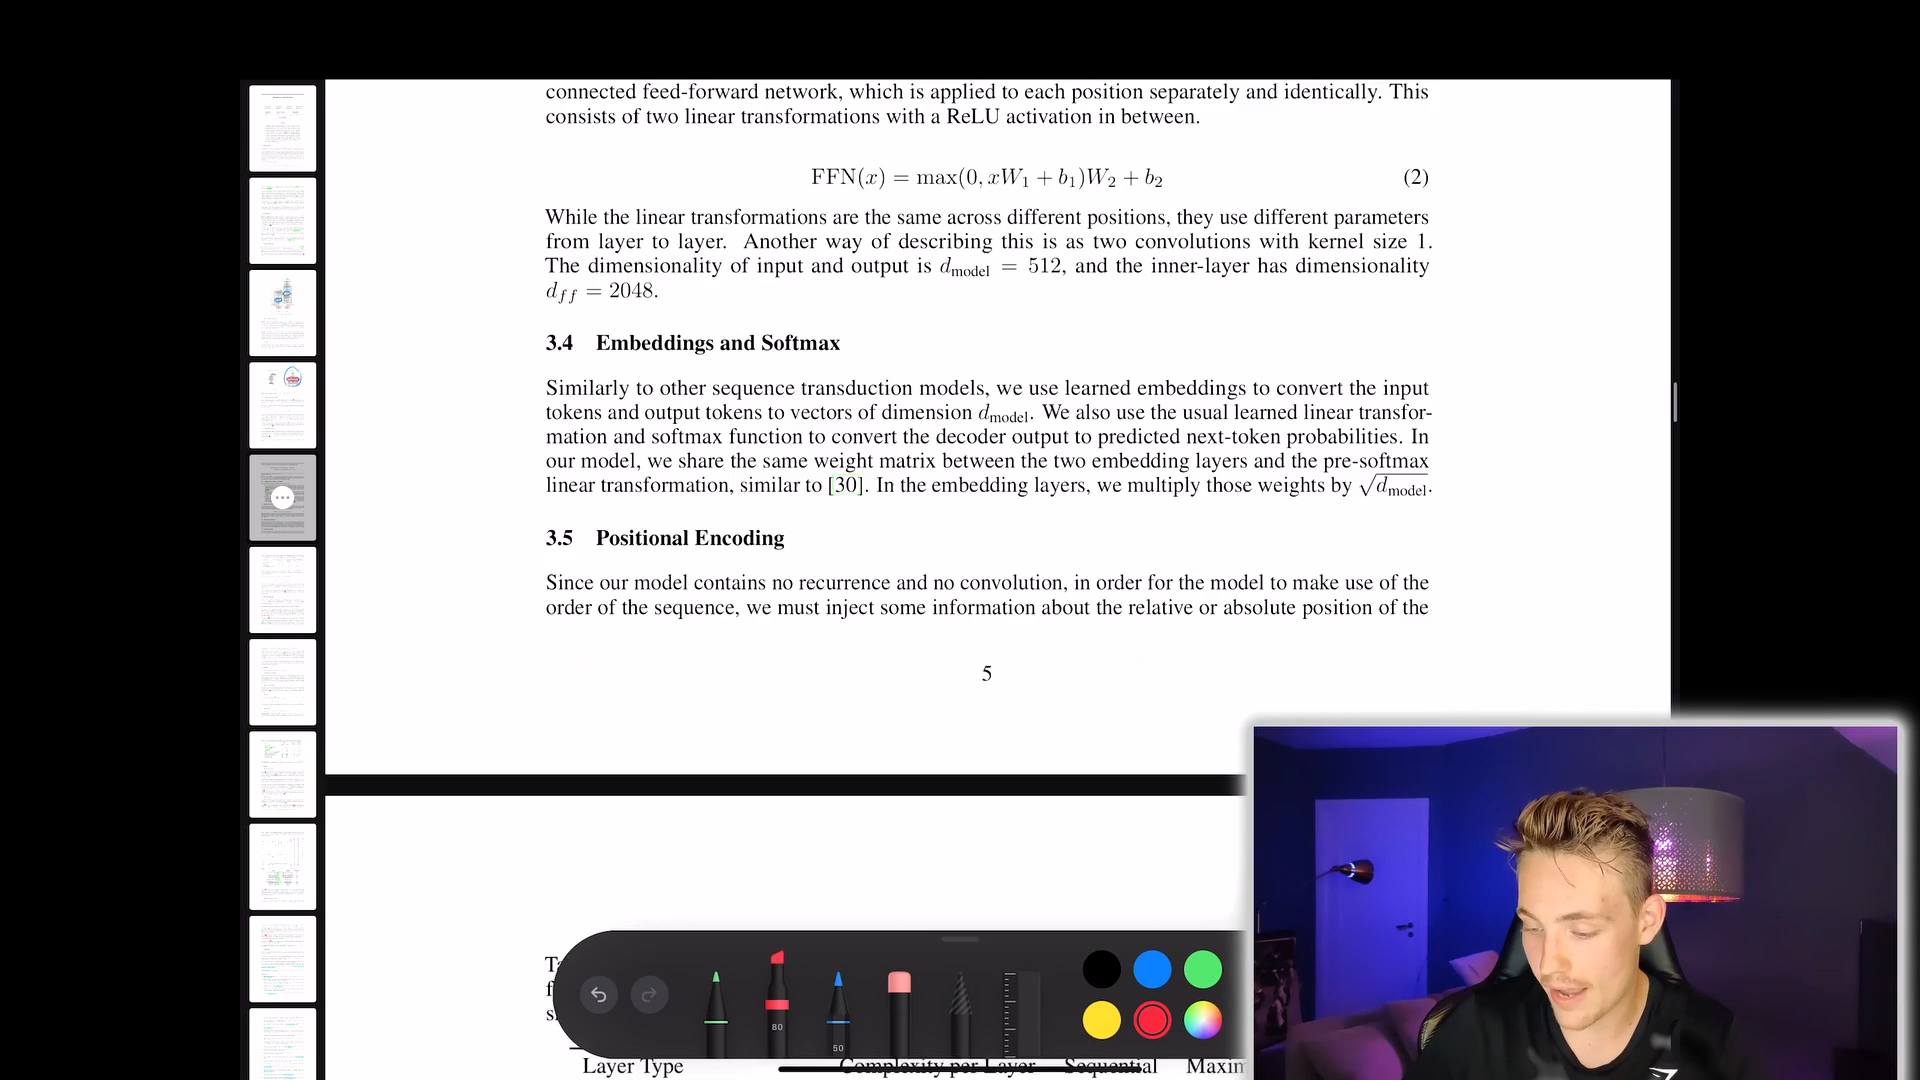 connected feed-forward network, which is applied to each position separately and identically. This
consists of two linear transformations with a ReLU activation in between.
FFN(x) = max(0, xW₁ + b₁)W₂ + b₂ (2)
While the linear transformations are the same across different positions, they use different parameters
from layer to layer. Another way of describing this is as two convolutions with kernel size 1.
The dimensionality of input and output is d_model = 512, and the inner-layer has dimensionality
d_ff = 2048.
3.4 Embeddings and Softmax
Similarly to other sequence transduction models, we use learned embeddings to convert the input
tokens and output tokens to vectors of dimension d_model. We also use the usual learned linear transfor-
mation and softmax function to convert the decoder output to predicted next-token probabilities. In
our model, we share the same weight matrix between the two embedding layers and the pre-softmax
linear transformation, similar to [30]. In the embedding layers, we multiply those weights by √d_model.
3.5 Positional Encoding
Since our model contains no recurrence and no convolution, in order for the model to make use of the
order of the sequence, we must inject some information about the relative or absolute position of the
5
80
50
Layer Type Complexity per Layer Sequential Maxim